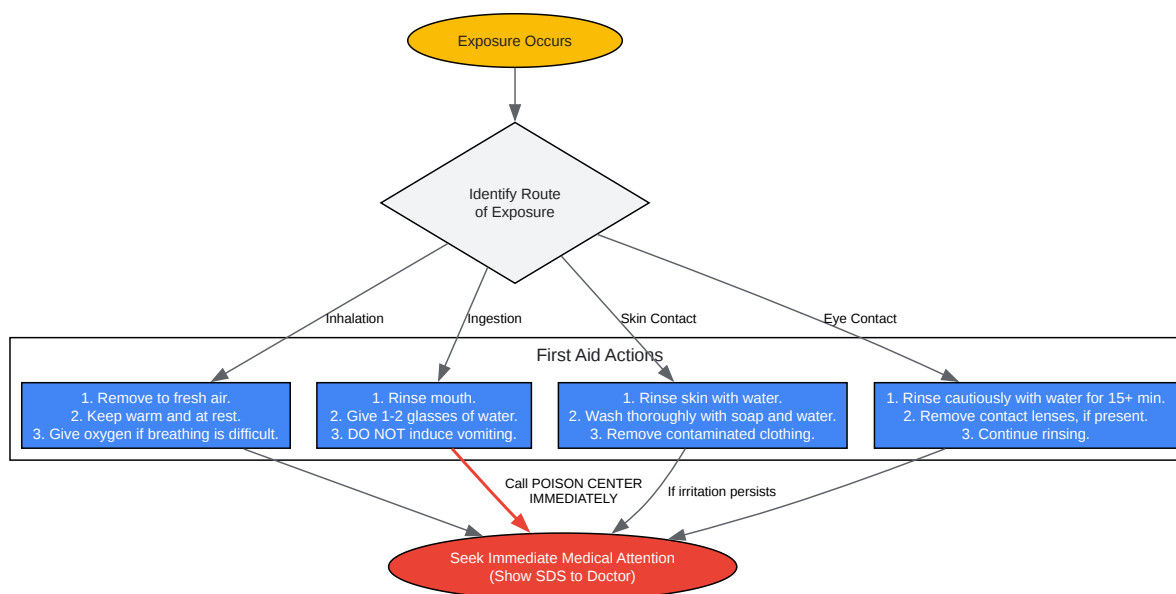 Exposure Occurs
Identify Route
of Exposure
Inhalation
Ingestion
Skin Contact
Eye Contact
First Aid Actions
1. Remove to fresh air.
2. Keep warm and at rest.
3. Give oxygen if breathing is difficult.
1. Rinse mouth.
2. Give 1-2 glasses of water.
3. DO NOT induce vomiting.
1. Rinse skin with water.
2. Wash thoroughly with soap and water.
3. Remove contaminated clothing.
1. Rinse cautiously with water for 15+ min.
2. Remove contact lenses, if present.
3. Continue rinsing.
Call POISON CENTER
IMMEDIATELY
If irritation persists
Seek Immediate Medical Attention
(Show SDS to Doctor)